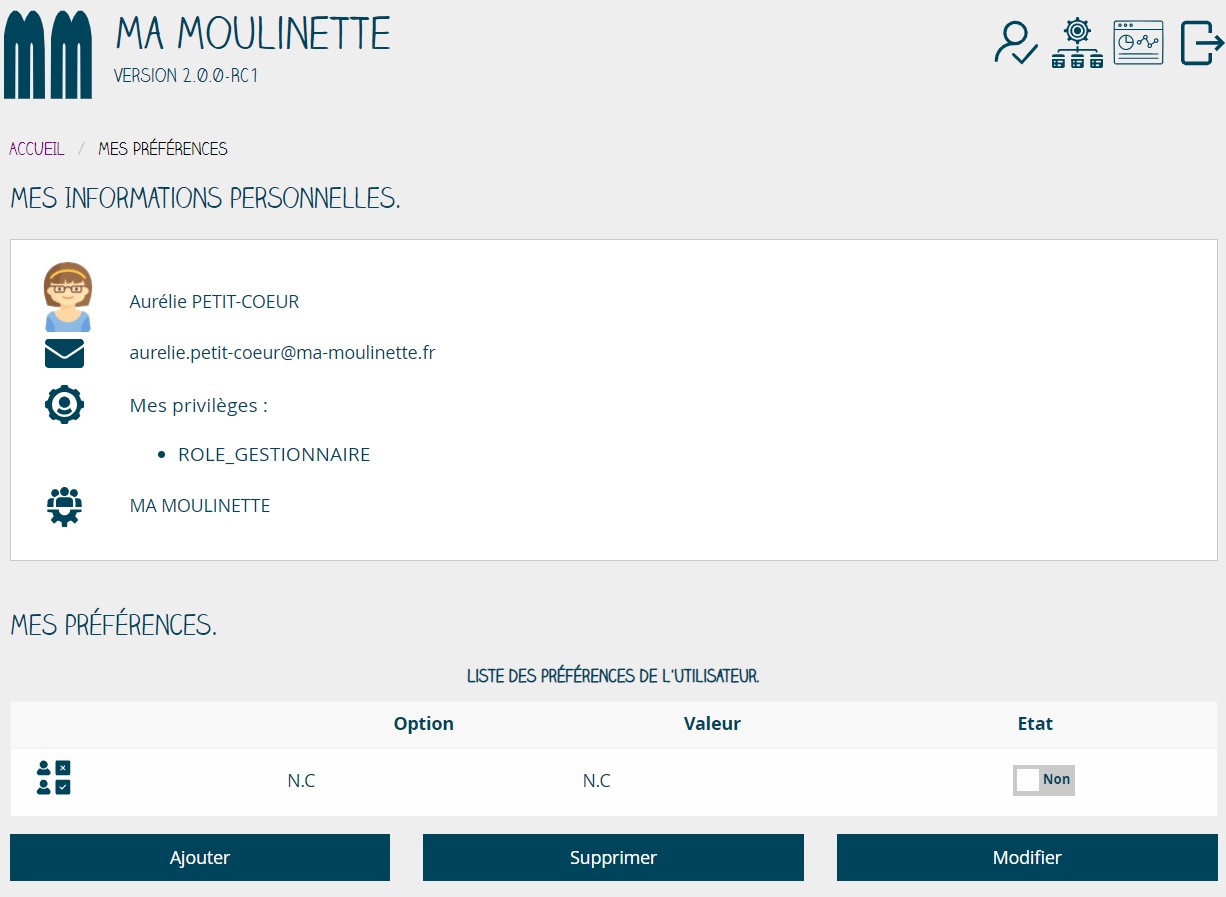 MA MOULINETTE
VERSION 2.0.0-RC1
ACCUEIL / MES PRÉFÉRENCES
MES INFORMATIONS PERSONNELLES.
Aurélie PETIT-COEUR
aurelie.petit-coeur@ma-moulinette.fr
Mes privilèges :
• ROLE_GESTIONNAIRE
MA MOULINETTE
MES PRÉFÉRENCES.
LISTE DES PRÉFÉRENCES DE L'UTILISATEUR.
Option Valeur Etat
N.C N.C Non
Ajouter Supprimer Modifier